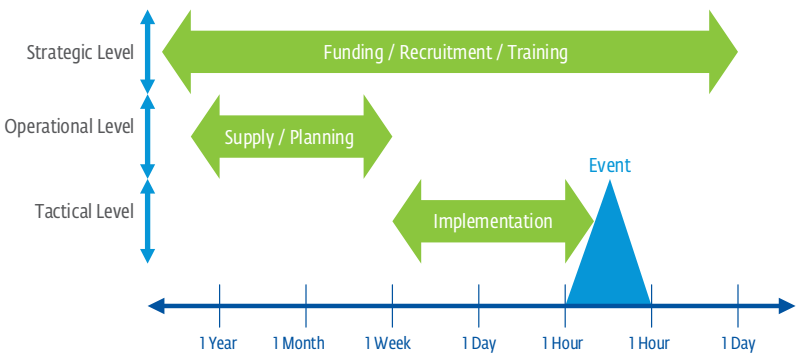 Strategic Level
Funding / Recruitment / Training
Operational Level
Supply / Planning
Event
Tactical Level
Implementation
1 Year
1 Month
1 Week
1 Day
1 Hour
1 Hour
1 Day